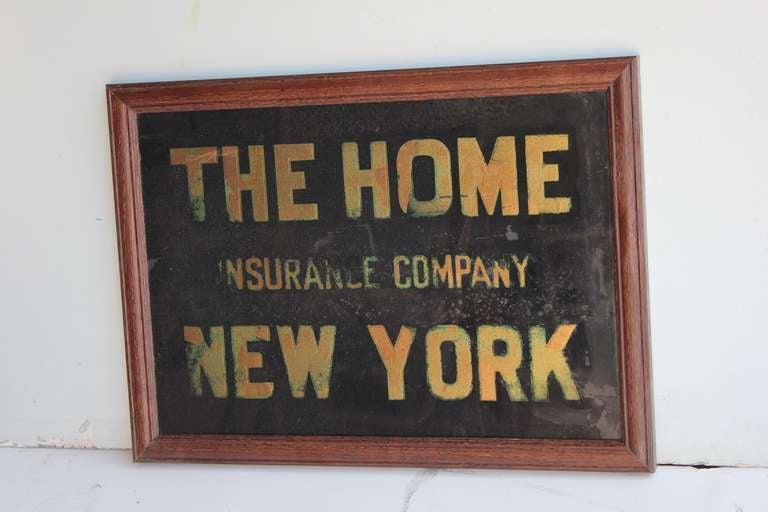 THE HOME
INSURANCE COMPANY
NEW YORK